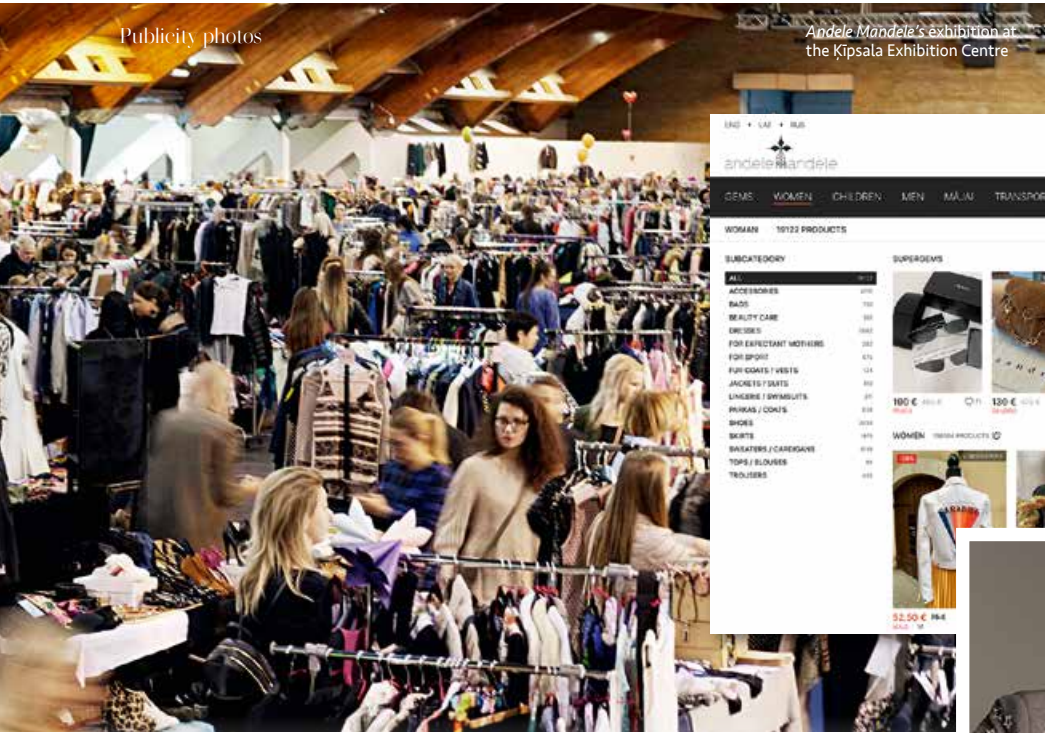 Publicity photos
Andele Mandele's exhibition at
the Ķīpsala Exhibition Centre
ENG + LAT + RUS
andele mandele
GEMS WOMEN CHILDREN MEN MĀJAI TRANSPOR
WOMAN 19122 PRODUCTS
SUBCATEGORY
SUPERGEMS
ALL
ACCESSORIES
BAGS
BEAUTY CARE
DRESSES
FOR EXPECTANT MOTHERS
FOR SPORT
FUR COATS / VESTS
JACKETS / SUITS
LINGERIE / SWIMSUITS
PARKAS / COATS
SHOES
SKIRTS
SWEATERS / CARDIGANS
TOPS / BLOUSES
TROUSERS
190 €
130 €
WOMEN PRODUCTS
52,50 €